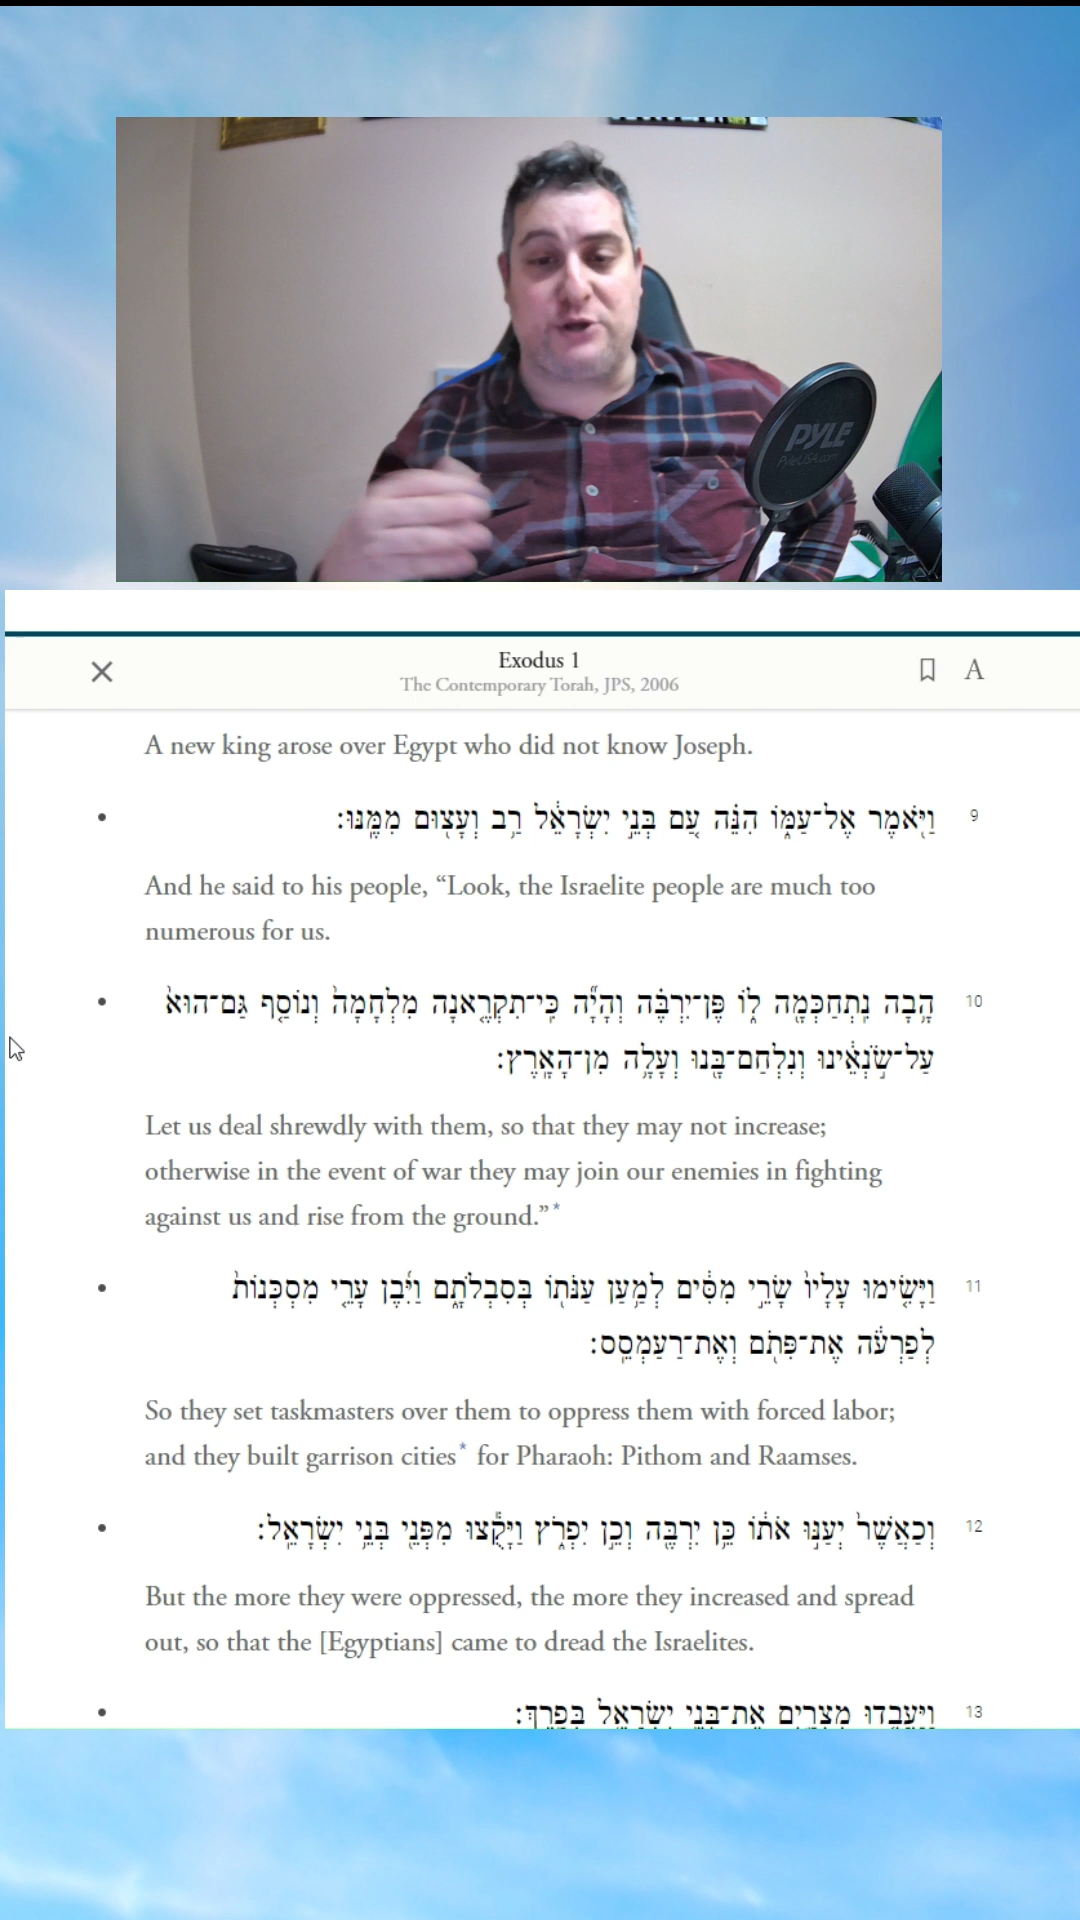 PYLE
PyleUSA.com
Exodus 1
The Contemporary Torah, JPS, 2006
A
A new king arose over Egypt who did not know Joseph.
9
וַיֹּ֖אמֶר אֶל־עַמּ֑וֹ הִנֵּ֗ה עַ֚ם בְּנֵ֣י יִשְׂרָאֵ֔ל רַ֥ב וְעָצ֖וּם מִמֶּֽנּוּ׃
And he said to his people, “Look, the Israelite people are much too
numerous for us.
10
הָ֥בָה נִֽתְחַכְּמָ֖ה ל֑וֹ פֶּן־יִרְבֶּ֗ה וְהָיָ֞ה כִּֽי־תִקְרֶ֤אנָה מִלְחָמָה֙ וְנוֹסַ֤ף גַּם־הוּא֙
עַל־שֹׂ֣נְאֵ֔ינוּ וְנִלְחַם־בָּ֖נוּ וְעָלָ֥ה מִן־הָאָֽרֶץ׃
Let us deal shrewdly with them, so that they may not increase;
otherwise in the event of war they may join our enemies in fighting
against us and rise from the ground.”*
11
וַיָּשִׂ֤ימוּ עָלָיו֙ שָׂרֵ֣י מִסִּ֔ים לְמַ֥עַן עַנֹּת֖וֹ בְּסִבְלֹתָ֑ם וַיִּ֜בֶן עָרֵ֤י מִסְכְּנוֹת֙
לְפַרְעֹ֔ה אֶת־פִּתֹ֖ם וְאֶת־רַעַמְסֵֽס׃
So they set taskmasters over them to oppress them with forced labor;
and they built garrison cities* for Pharaoh: Pithom and Raamses.
12
וְכַאֲשֶׁר֙ יְעַנּ֣וּ אֹת֔וֹ כֵּ֥ן יִרְבֶּ֖ה וְכֵ֣ן יִפְרֹ֑ץ וַיָּקֻ֕צוּ מִפְּנֵ֖י בְּנֵ֥י יִשְׂרָאֵֽל׃
But the more they were oppressed, the more they increased and spread
out, so that the [Egyptians] came to dread the Israelites.
13
וַיַּעֲבִ֧דוּ מִצְרַ֛יִם אֶת־בְּנֵ֥י יִשְׂרָאֵ֖ל בְּפָֽרֶךְ׃